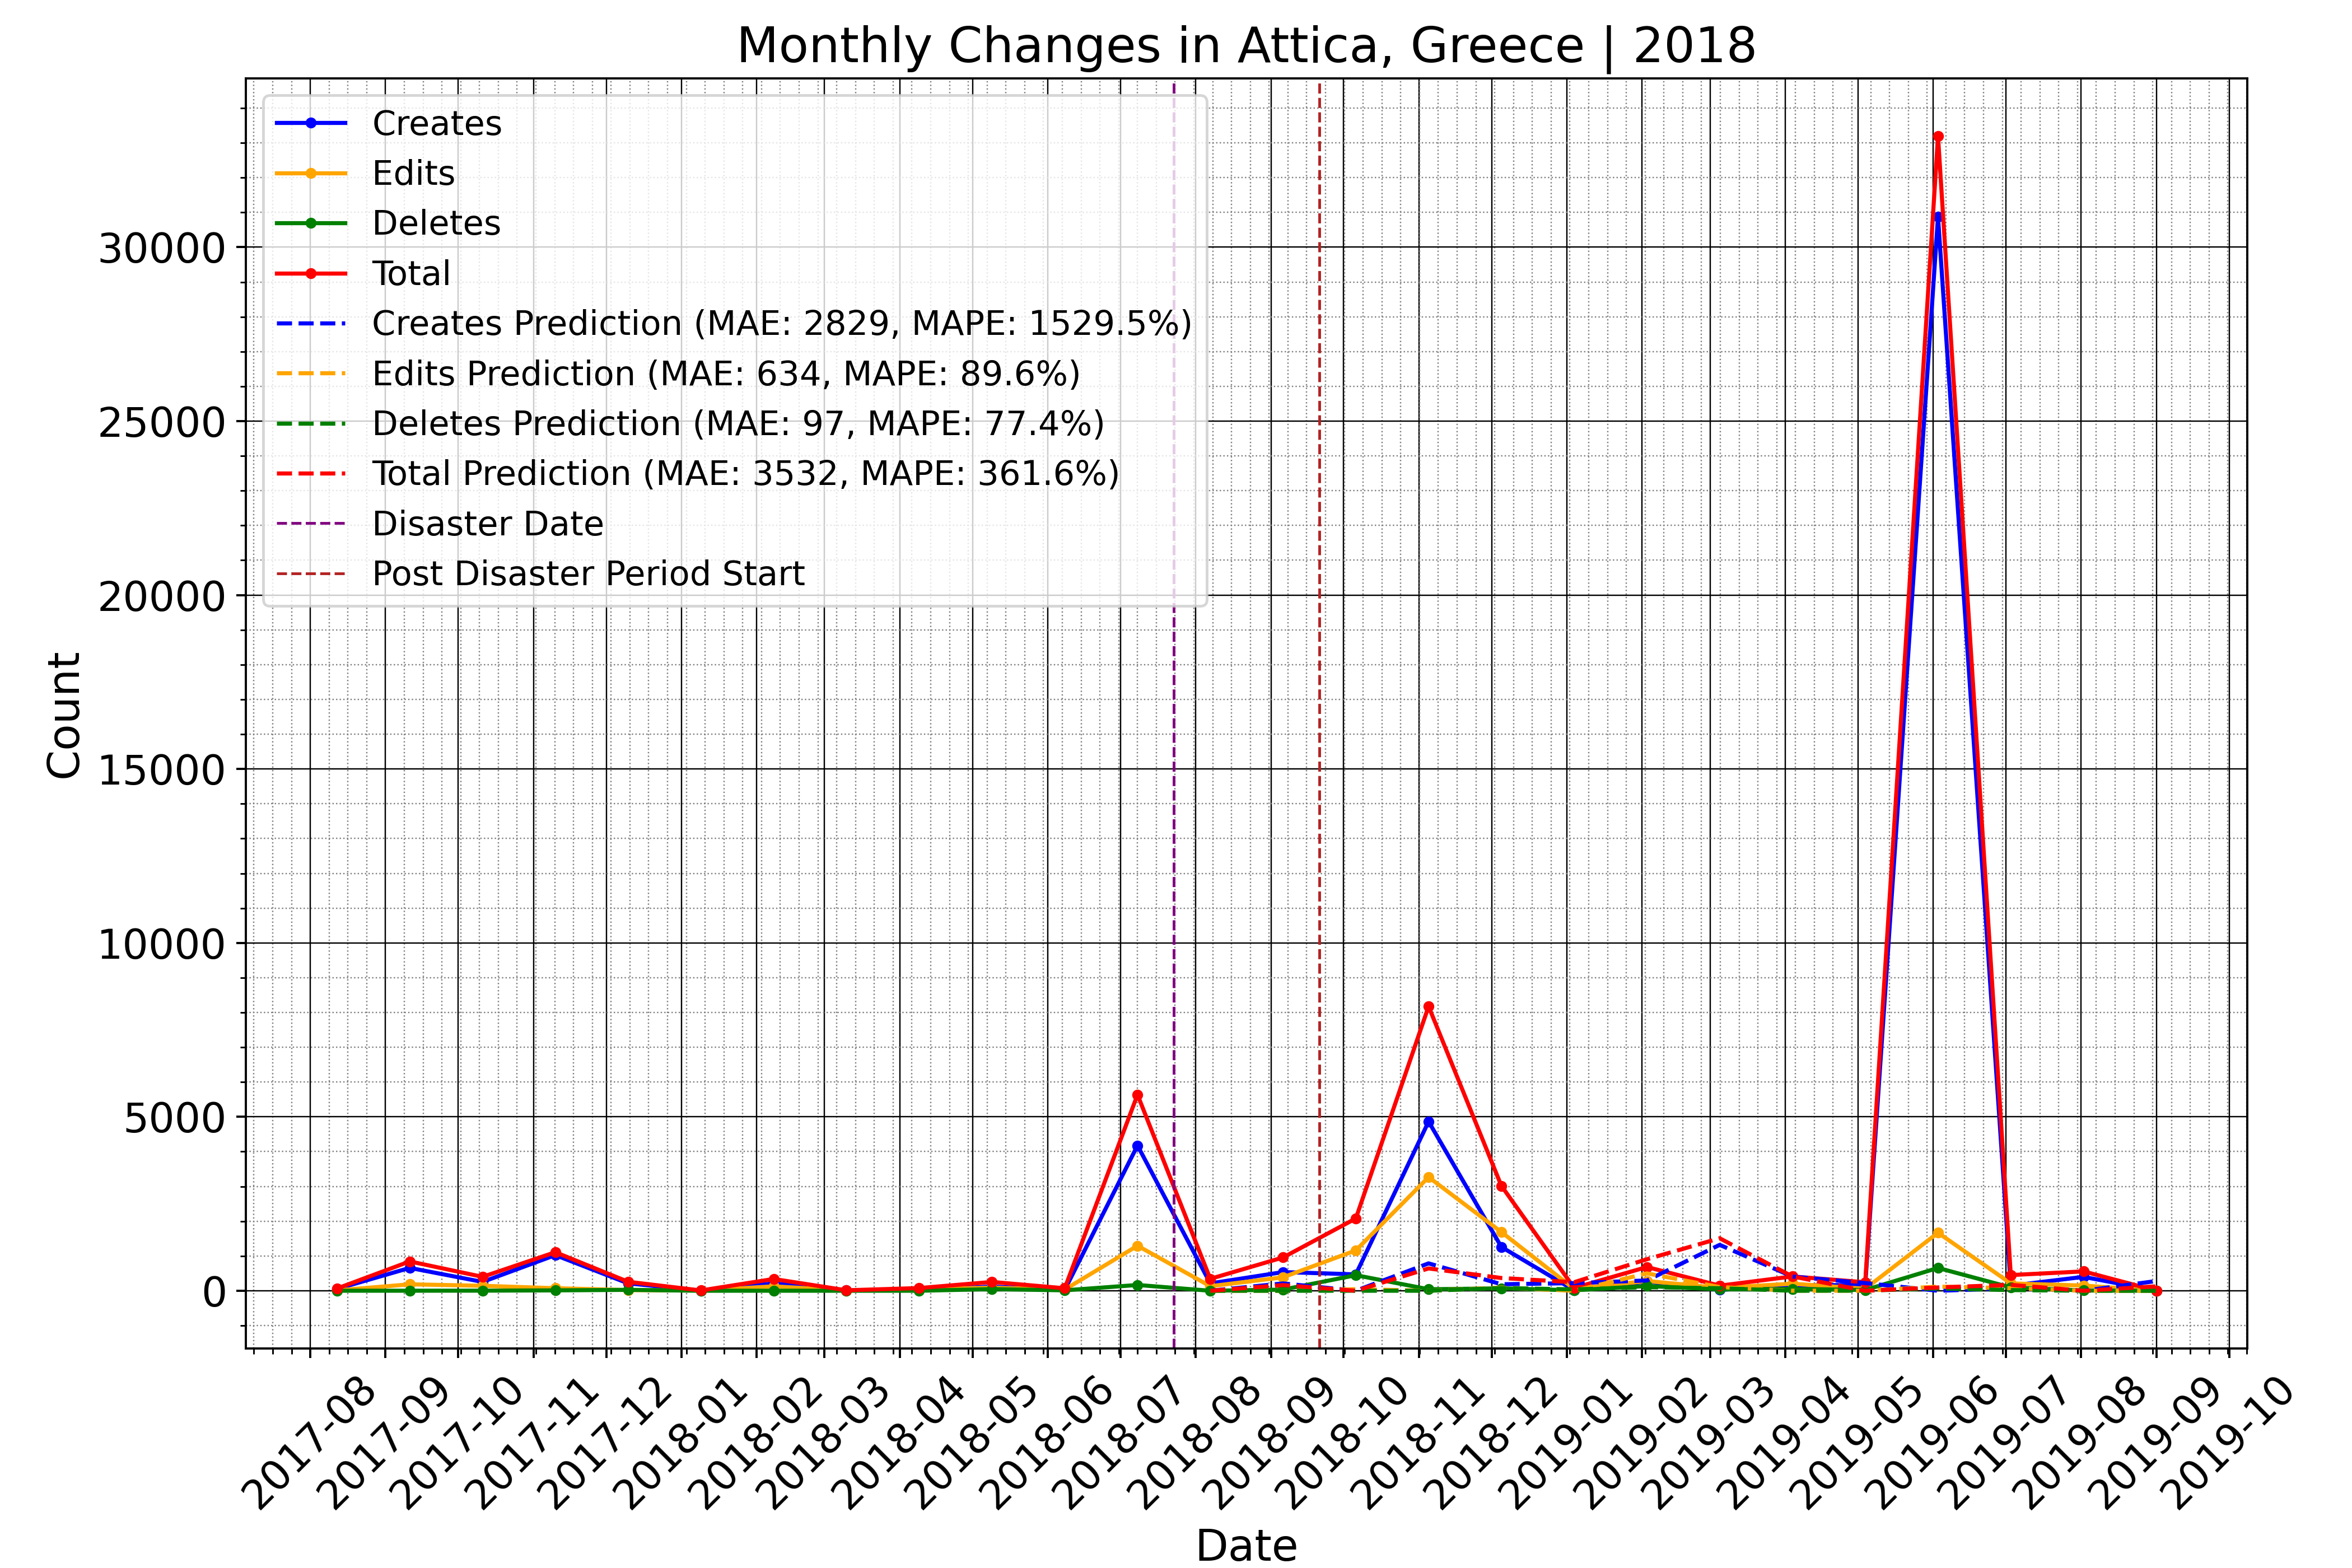 Monthly Changes in Attica, Greece | 2018
Creates
Edits
Deletes
Total
Creates Prediction (MAE: 2829, MAPE: 1529.5%)
Edits Prediction (MAE: 634, MAPE: 89.6%)
Deletes Prediction (MAE: 97, MAPE: 77.4%)
Total Prediction (MAE: 3532, MAPE: 361.6%)
Disaster Date
Post Disaster Period Start
Count
30000
25000
20000
15000
10000
5000
0
2017-08
2017-09
2017-10
2017-11
2017-12
2018-01
2018-02
2018-03
2018-04
2018-05
2018-06
2018-07
2018-08
2018-09
2018-10
2018-11
2018-12
2019-01
2019-02
2019-03
2019-04
2019-05
2019-06
2019-07
2019-08
2019-09
2019-10
Date